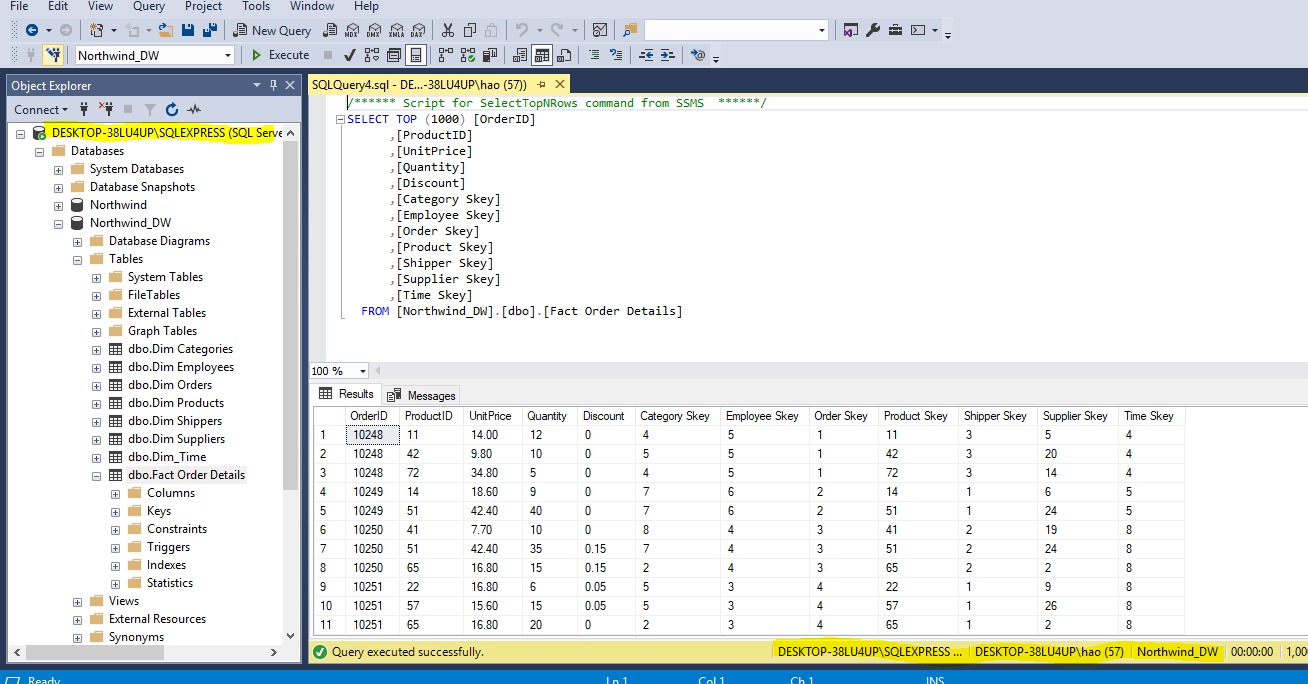 File Edit View Query Project Tools Window Help
New Query MDX DMX XMLA DAX
Northwind_DW Execute
Object Explorer
Connect
DESKTOP-38LU4UP\SQLEXPRESS (SQL Serve
Databases
System Databases
Database Snapshots
Northwind
Northwind_DW
Database Diagrams
Tables
System Tables
FileTables
External Tables
Graph Tables
dbo.Dim Categories
dbo.Dim Employees
dbo.Dim Orders
dbo.Dim Products
dbo.Dim Shippers
dbo.Dim Suppliers
dbo.Dim_Time
dbo.Fact Order Details
Columns
Keys
Constraints
Triggers
Indexes
Statistics
Views
External Resources
Synonyms
SQLQuery4.sql - DE...-38LU4UP\hao (57))
/****** Script for SelectTopNRows command from SSMS  ******/
SELECT TOP (1000) [OrderID]
,[ProductID]
,[UnitPrice]
,[Quantity]
,[Discount]
,[Category Skey]
,[Employee Skey]
,[Order Skey]
,[Product Skey]
,[Shipper Skey]
,[Supplier Skey]
,[Time Skey]
FROM [Northwind_DW].[dbo].[Fact Order Details]
100 %
Results Messages
OrderID ProductID UnitPrice Quantity Discount Category Skey Employee Skey Order Skey Product Skey Shipper Skey Supplier Skey Time Skey
1 10248 11 14.00 12 0 4 5 1 11 3 5 4
2 10248 42 9.80 10 0 5 5 1 42 3 20 4
3 10248 72 34.80 5 0 4 5 1 72 3 14 4
4 10249 14 18.60 9 0 7 6 2 14 1 6 5
5 10249 51 42.40 40 0 7 6 2 51 1 24 5
6 10250 41 7.70 10 0 8 4 3 41 2 19 8
7 10250 51 42.40 35 0.15 7 4 3 51 2 24 8
8 10250 65 16.80 15 0.15 2 4 3 65 2 2 8
9 10251 22 16.80 6 0.05 5 3 4 22 1 9 8
10 10251 57 15.60 15 0.05 5 3 4 57 1 26 8
11 10251 65 16.80 20 0 2 3 4 65 1 2 8
Query executed successfully. DESKTOP-38LU4UP\SQLEXPRESS ... DESKTOP-38LU4UP\hao (57) Northwind_DW 00:00:00 1,00
Ready Ln 1 Col 1 Ch 1 INS